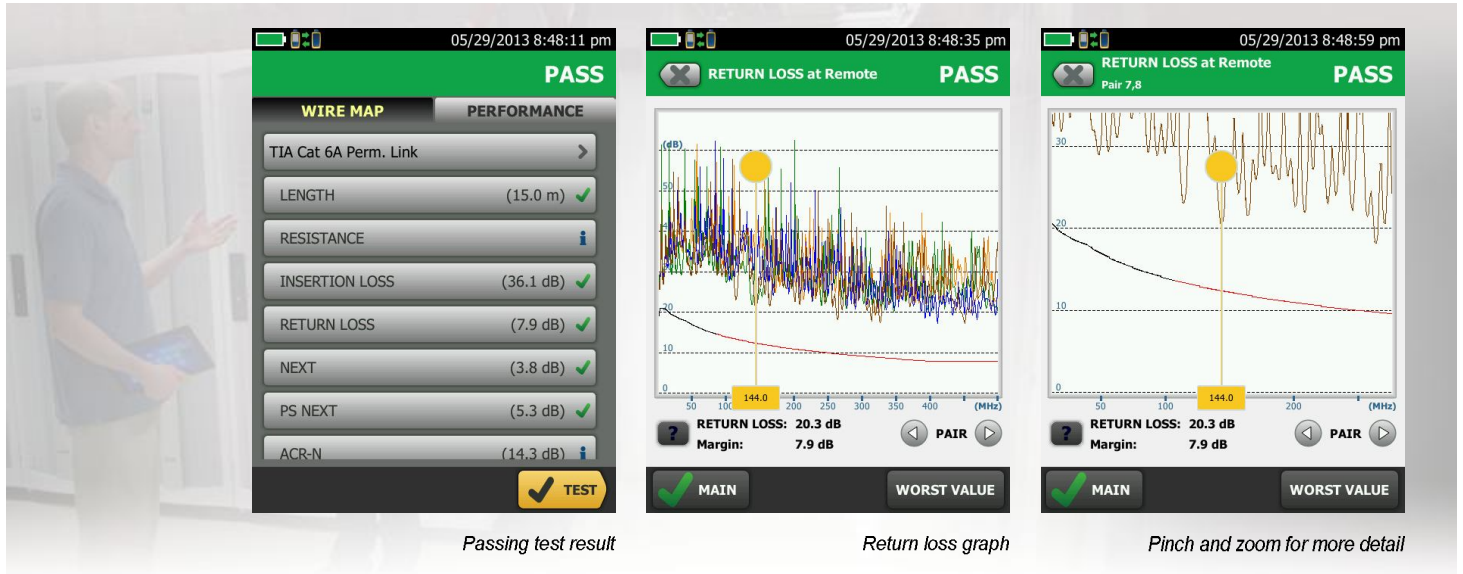 05/29/2013 8:48:11 pm
PASS
WIRE MAP PERFORMANCE
TIA Cat 6A Perm. Link
LENGTH (15.0 m)
RESISTANCE i
INSERTION LOSS (36.1 dB)
RETURN LOSS (7.9 dB)
NEXT (3.8 dB)
PS NEXT (5.3 dB)
ACR-N (14.3 dB) i
TEST
Passing test result
05/29/2013 8:48:35 pm
RETURN LOSS at Remote PASS
(dB)
50
40
20
10
0
144.0
50 100 200 250 300 350 400 (MHz)
? RETURN LOSS: 20.3 dB
Margin: 7.9 dB
PAIR
MAIN WORST VALUE
Return loss graph
05/29/2013 8:48:59 pm
RETURN LOSS at Remote
Pair 7,8
PASS
30
20
10
0
144.0
50 100 200 (MHz)
? RETURN LOSS: 20.3 dB
Margin: 7.9 dB
PAIR
MAIN WORST VALUE
Pinch and zoom for more detail